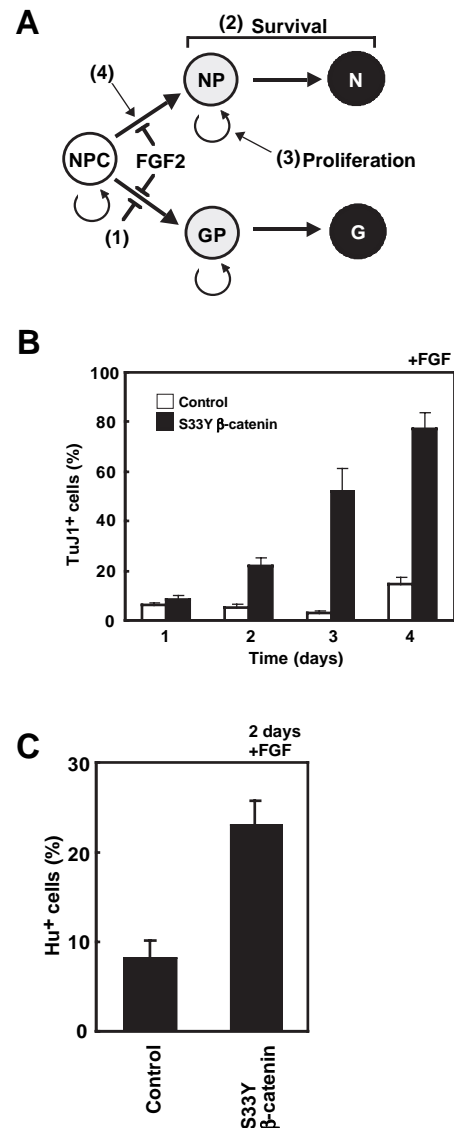 A
(2) Survival
(4)
NP
N
NPC
FGF2
(3) Proliferation
(1)
GP
G
B
+FGF
100
80
60
40
20
0
TuJ1+ cells (%)
Control
S33Y β-catenin
1 2 3 4
Time (days)
C
2 days
+FGF
30
20
10
0
Hu+ cells (%)
Control
S33Y
β-catenin